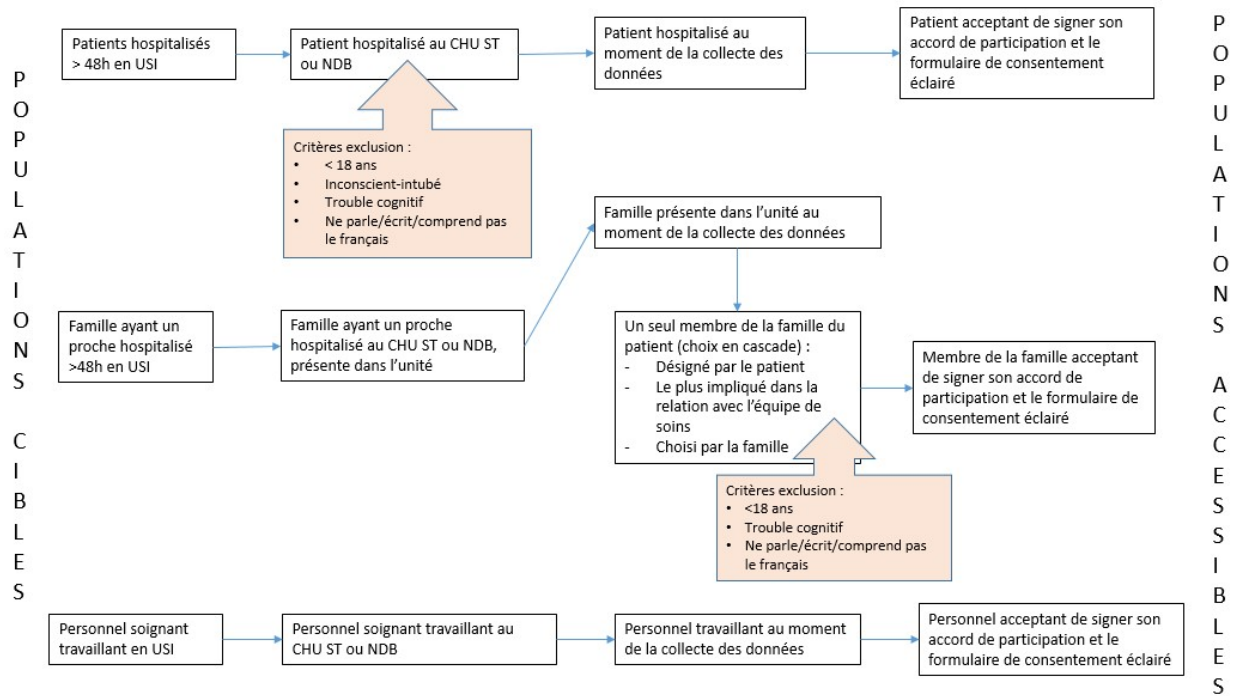 POPULATIONS CIBLES
Patients hospitalisés
> 48h en USI
Patient hospitalisé au CHU ST
ou NDB
Patient hospitalisé au
moment de la collecte des
données
Patient acceptant de signer son
accord de participation et le
formulaire de consentement
éclairé
Critères exclusion :
• < 18 ans
• Inconscient-intubé
• Trouble cognitif
• Ne parle/écrit/comprend pas
le français
Famille ayant un
proche hospitalisé
>48h en USI
Famille ayant un proche
hospitalisé au CHU ST ou NDB,
présente dans l’unité
Famille présente dans l’unité au
moment de la collecte des données
Un seul membre de la famille du
patient (choix en cascade) :
- Désigné par le patient
- Le plus impliqué dans la
relation avec l’équipe de
soins
- Choisi par la famille
Membre de la famille acceptant
de signer son accord de
participation et le formulaire de
consentement éclairé
Critères exclusion :
• <18 ans
• Trouble cognitif
• Ne parle/écrit/comprend pas
le français
Personnel soignant
travaillant en USI
Personnel soignant travaillant au
CHU ST ou NDB
Personnel travaillant au moment
de la collecte des données
Personnel acceptant de signer son
accord de participation et le
formulaire de consentement éclairé
POPULATIONS ACCESSIBLES